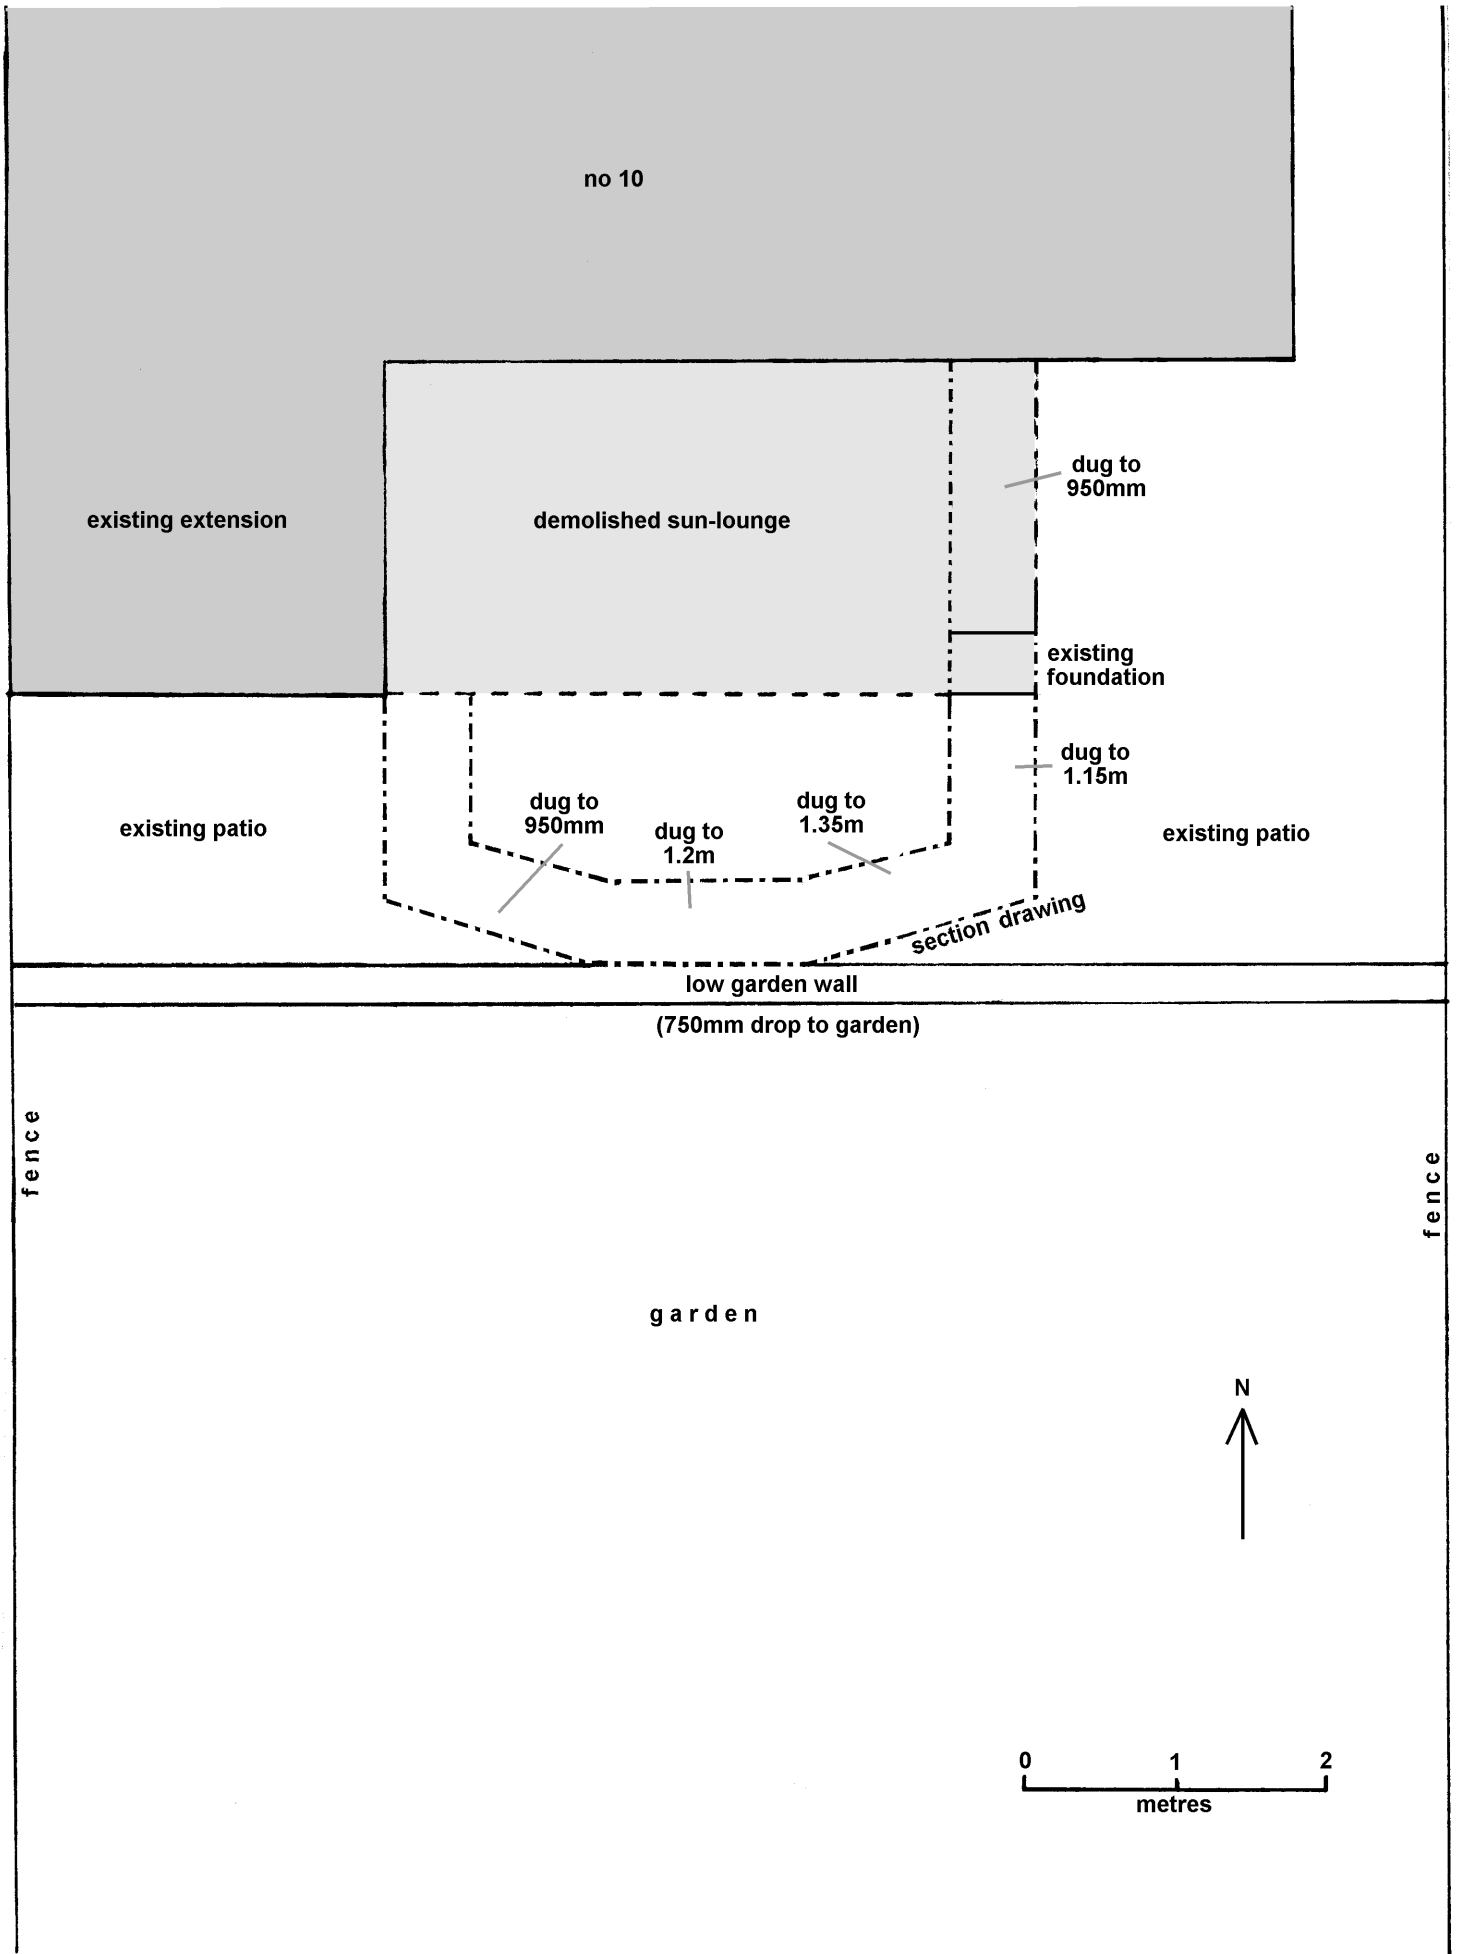 no 10
dug to
950mm
existing extension
demolished sun-lounge
existing
foundation
dug to
1.15m
dug to
950mm
dug to
1.2m
dug to
1.35m
existing patio
existing patio
section drawing
low garden wall
(750mm drop to garden)
fence
fence
garden
N
0 1 2
metres